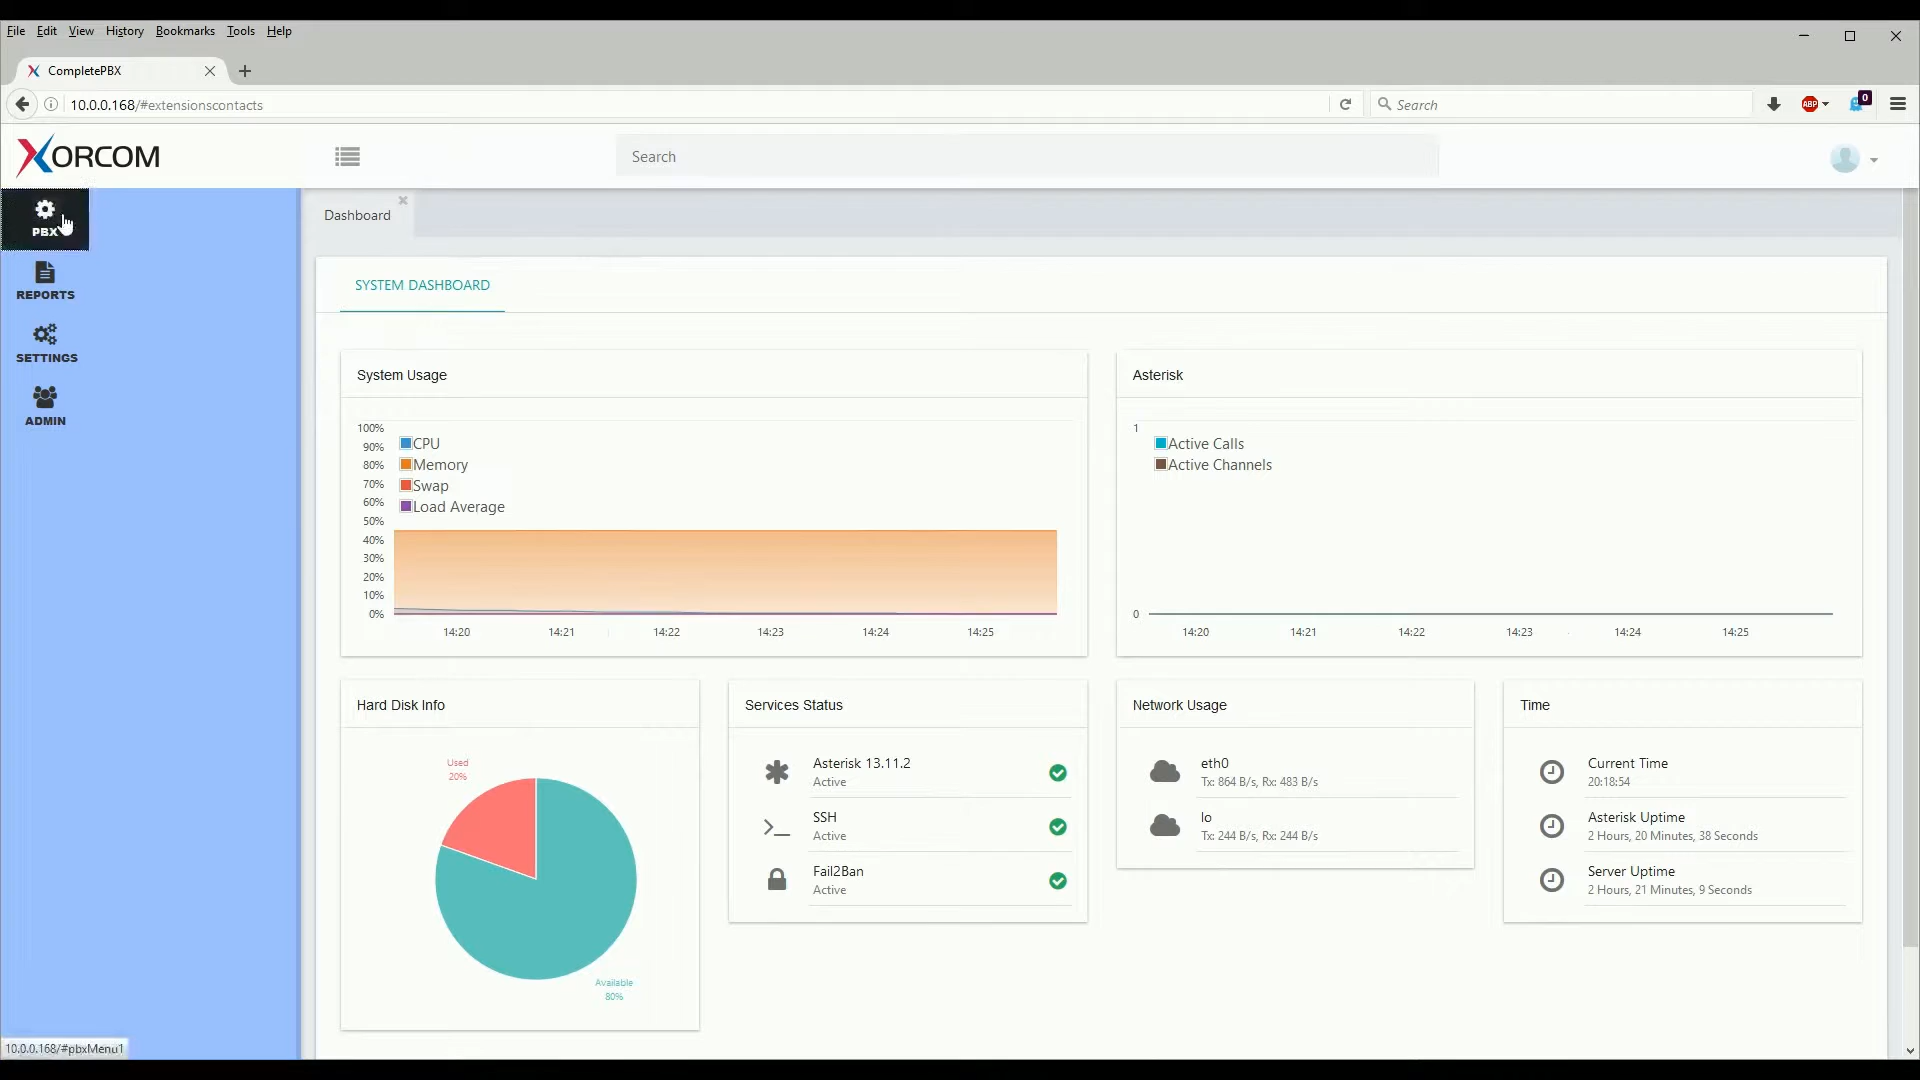 File Edit View History Bookmarks Tools Help
CompletePBX
10.0.0.168/#extensionscontacts
Search
ABP
0
XORCOM
Search
PBX
REPORTS
SETTINGS
ADMIN
Dashboard
SYSTEM DASHBOARD
System Usage
100%
90%
80%
70%
60%
50%
40%
30%
20%
10%
0%
CPU
Memory
Swap
Load Average
14:20 14:21 14:22 14:23 14:24 14:25
Asterisk
1
0
Active Calls
Active Channels
14:20 14:21 14:22 14:23 14:24 14:25
Hard Disk Info
Used
20%
Available
80%
Services Status
Asterisk 13.11.2
Active
SSH
Active
Fail2Ban
Active
Network Usage
eth0
Tx: 864 B/s, Rx: 483 B/s
lo
Tx: 244 B/s, Rx: 244 B/s
Time
Current Time
20:18:54
Asterisk Uptime
2 Hours, 20 Minutes, 38 Seconds
Server Uptime
2 Hours, 21 Minutes, 9 Seconds
10.0.0.168/#pbxMenu1